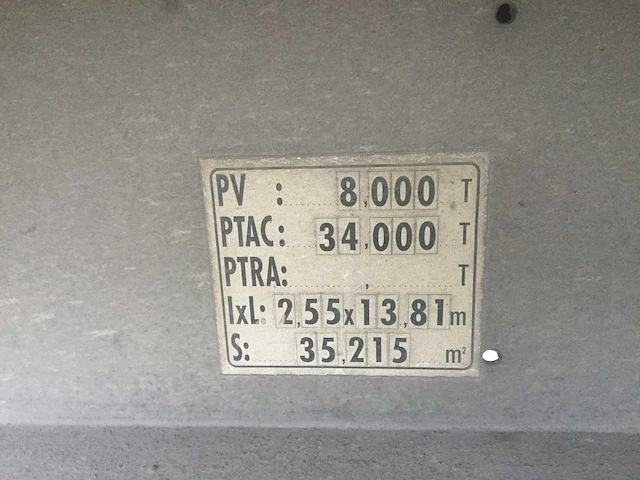 PV : 8,000 T
PTAC: 34,000 T
PTRA: , T
lxL: 2,55x13,81m
S: 35,215 m²